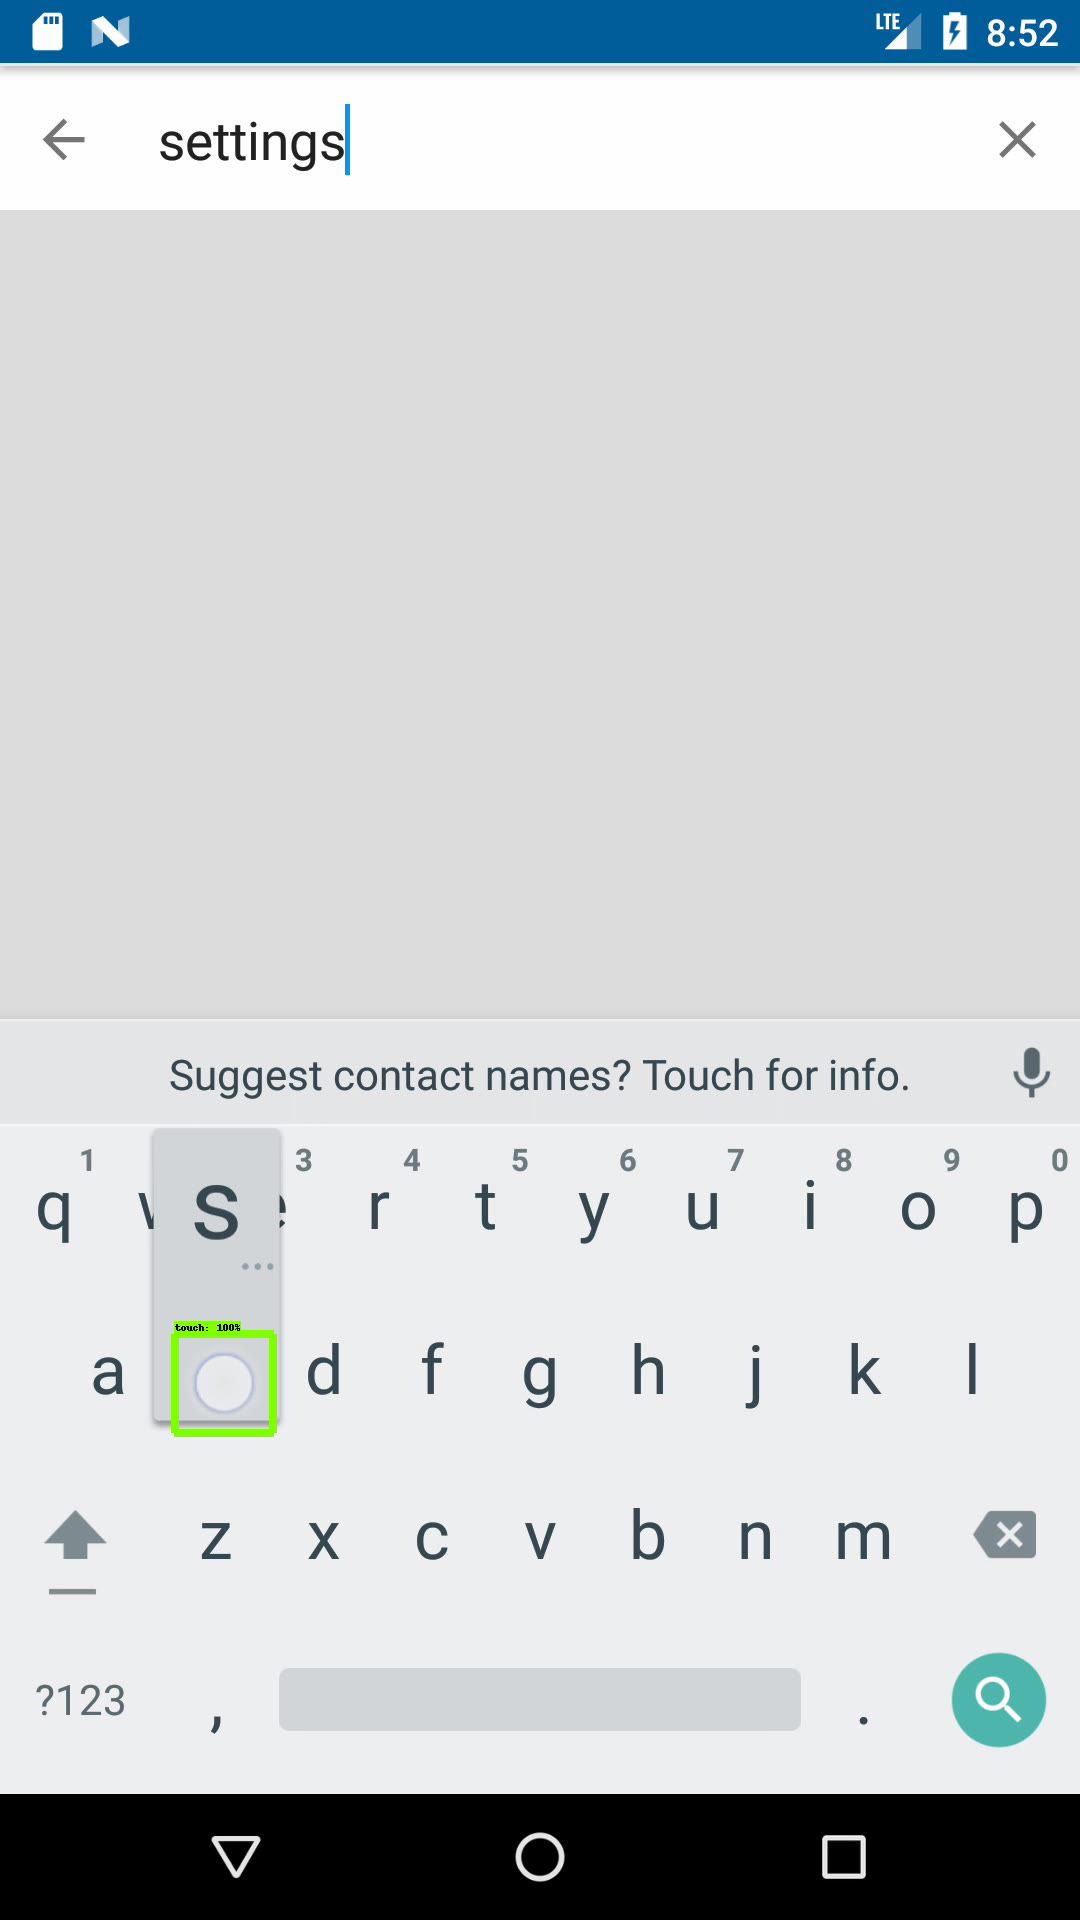 LTE 8:52
settings
Suggest contact names? Touch for info.
1 3 4 5 6 7 8 9 0
q w e r t y u i o p
s
touch: 100%
a d f g h j k l
z x c v b n m
?123 , .